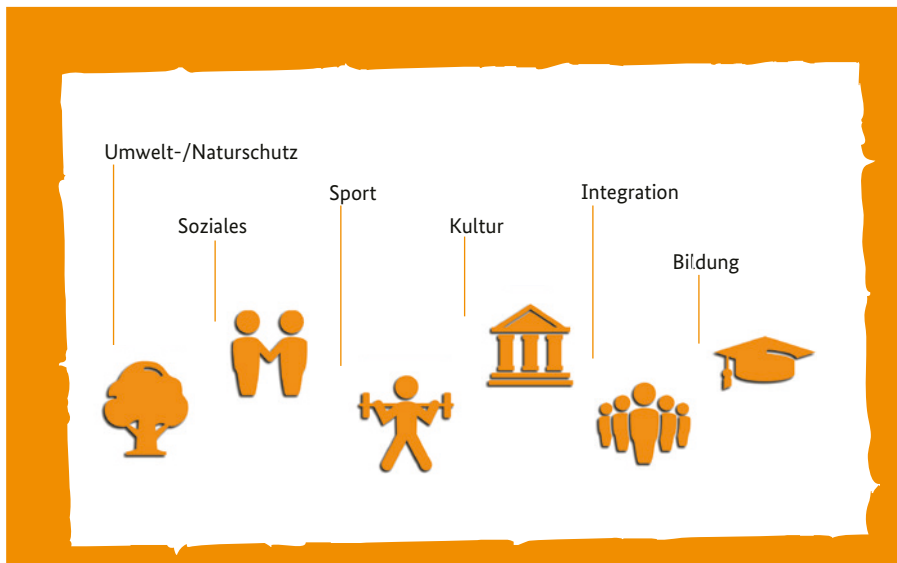 Umwelt-/Naturschutz
Soziales
Sport
Kultur
Integration
Bildung